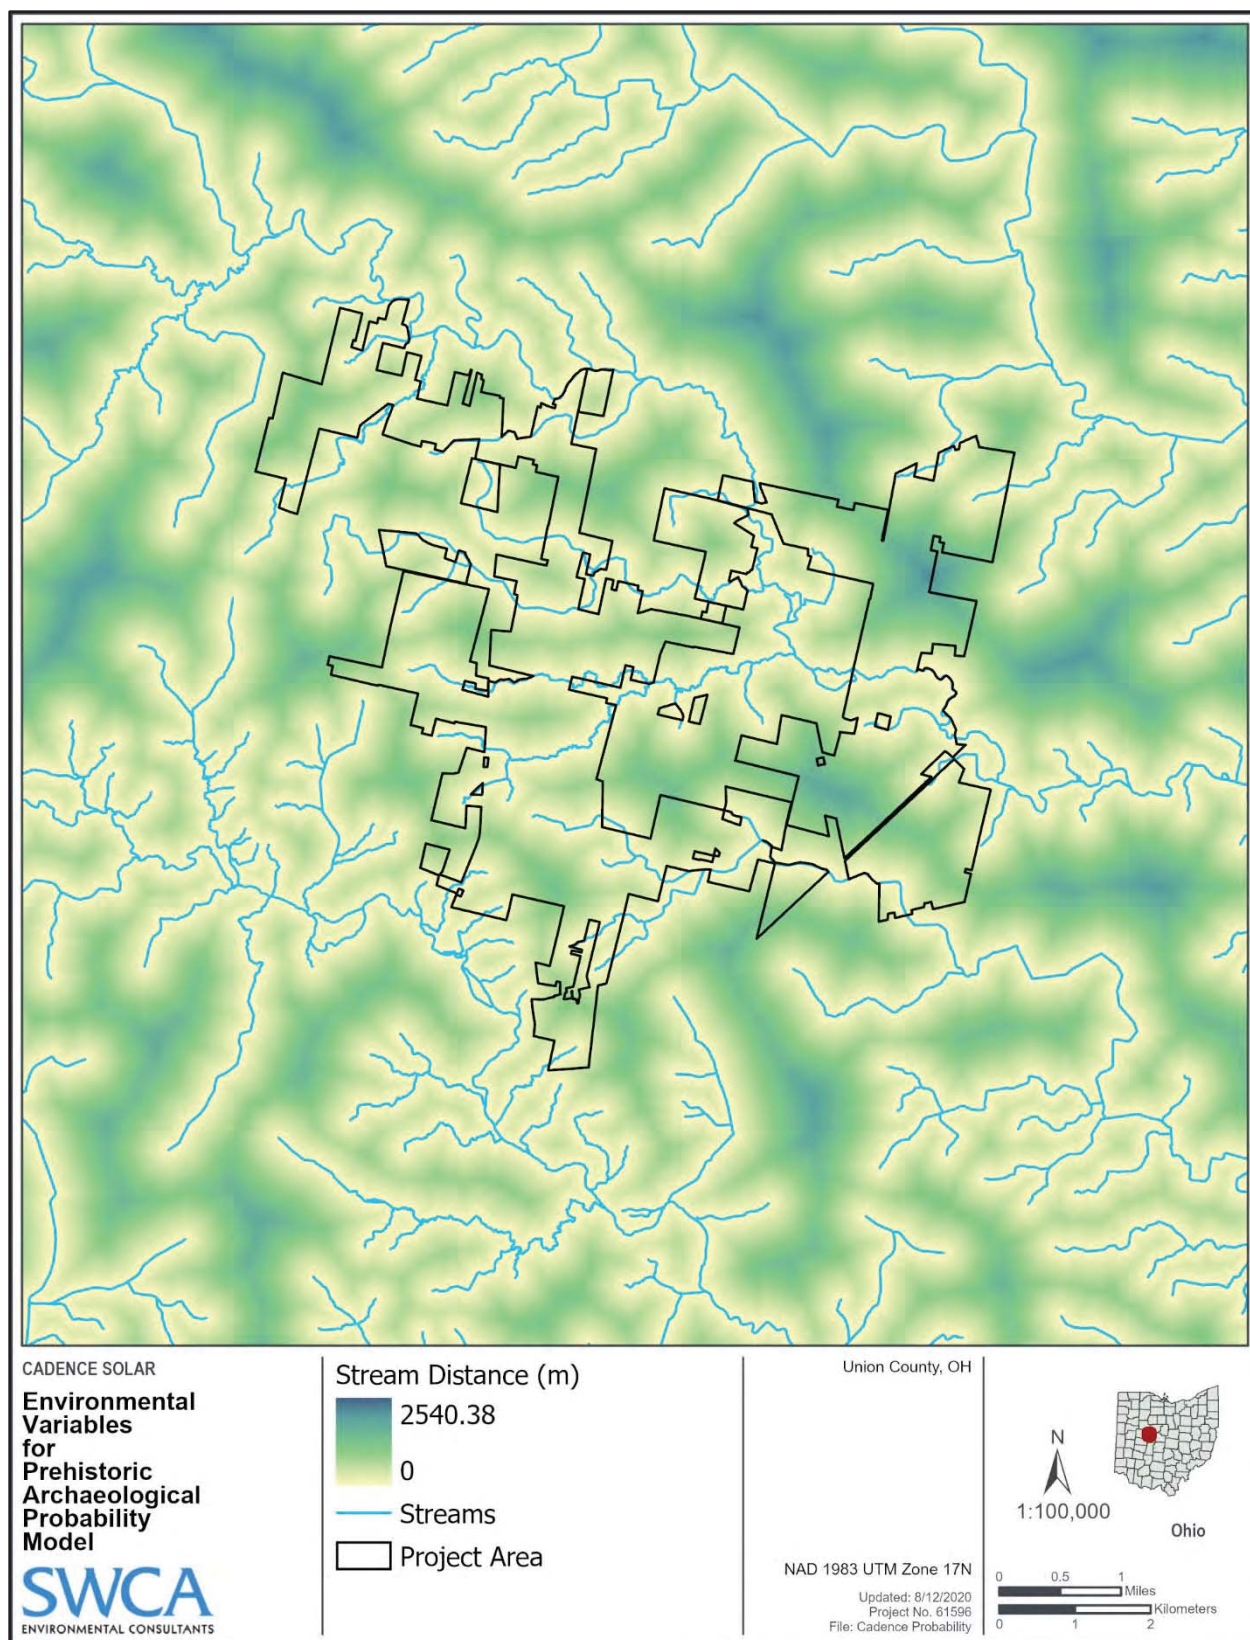 CADENCE SOLAR
Environmental
Variables
for
Prehistoric
Archaeological
Probability
Model
SWCA
ENVIRONMENTAL CONSULTANTS
Stream Distance (m)
2540.38
0
Streams
Project Area
Union County, OH
NAD 1983 UTM Zone 17N
Updated: 8/12/2020
Project No. 61596
File: Cadence Probability
N
1:100,000
Ohio
0 0.5 1
Miles
Kilometers
0 1 2